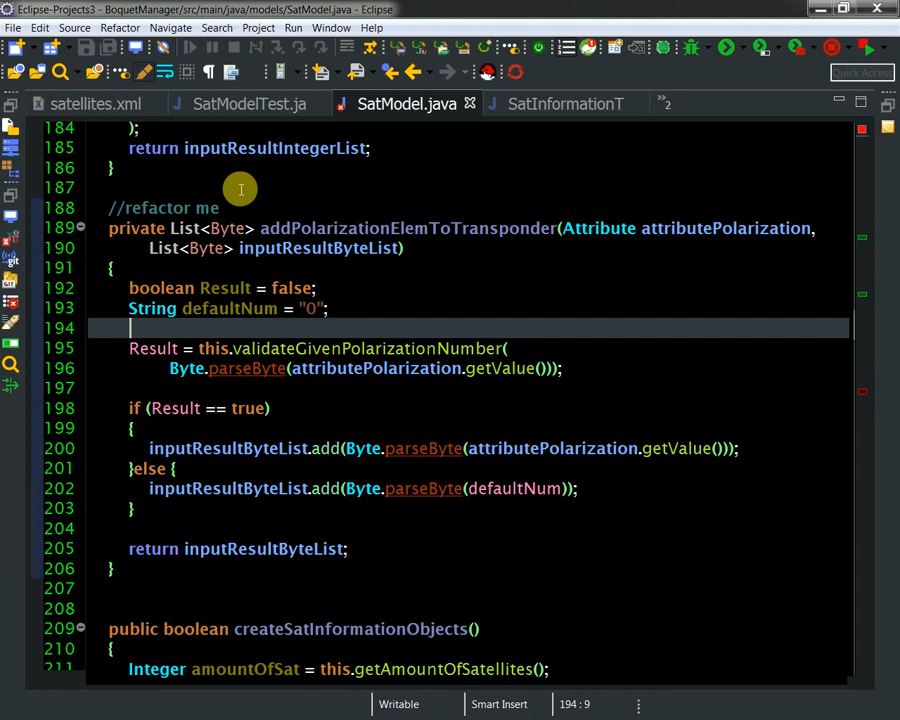 Eclipse-Projects3 - BoquetManager/src/main/java/models/SatModel.java - Eclipse
File Edit Source Refactor Navigate Search Project Run Window Help
Quick Access
satellites.xml SatModelTest.ja SatModel.java SatInformationT »2
184 );
185 return inputResultIntegerList;
186 }
187
188 //refactor me
189 private List<Byte> addPolarizationElemToTransponder(Attribute attributePolarization,
190 List<Byte> inputResultByteList)
191 {
192 boolean Result = false;
193 String defaultNum = "0";
194
195 Result = this.validateGivenPolarizationNumber(
196 Byte.parseByte(attributePolarization.getValue()));
197
198 if (Result == true)
199 {
200 inputResultByteList.add(Byte.parseByte(attributePolarization.getValue()));
201 }else {
202 inputResultByteList.add(Byte.parseByte(defaultNum));
203 }
204
205 return inputResultByteList;
206 }
207
208
209 public boolean createSatInformationObjects()
210 {
211 Integer amountOfSat = this.getAmountOfSatellites();
Writable Smart Insert 194 : 9